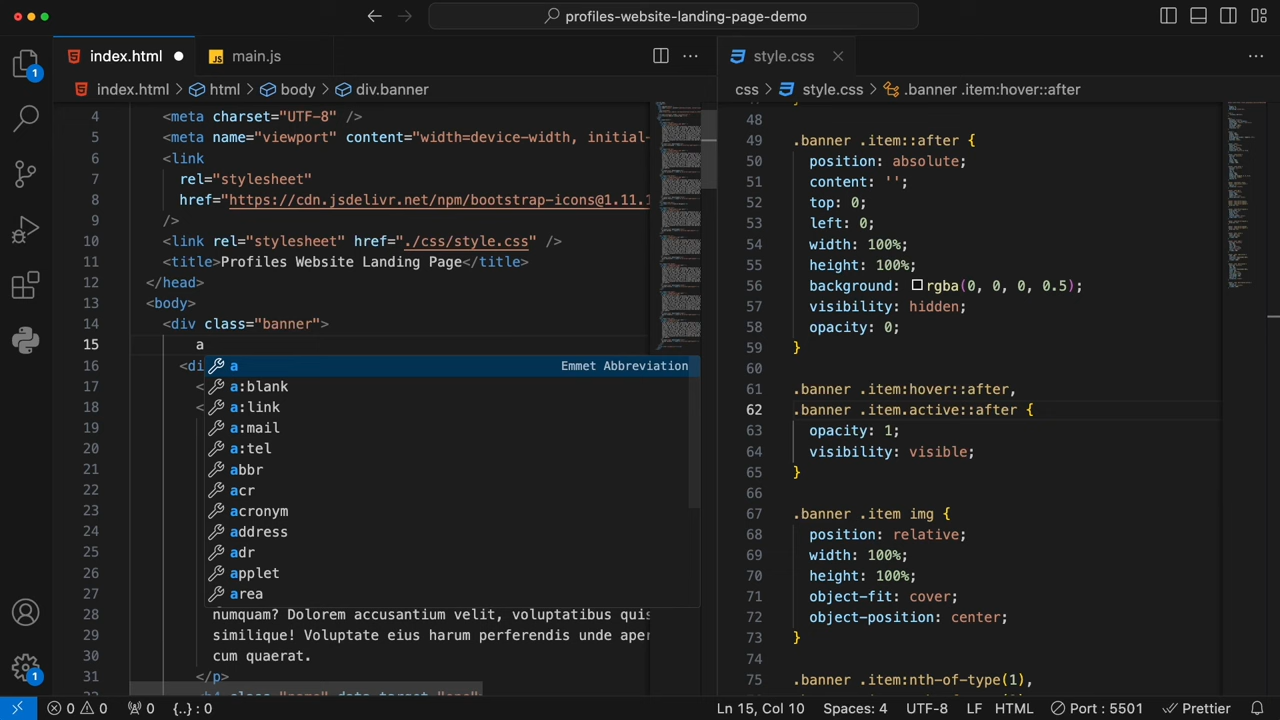 profiles-website-landing-page-demo
index.html
JS main.js
style.css
index.html > html > body > div.banner
css > style.css > .banner .item:hover::after
1
4 <meta charset="UTF-8" />
5 <meta name="viewport" content="width=device-width, initial-
6 <link
7 rel="stylesheet"
8 href="https://cdn.jsdelivr.net/npm/bootstrap-icons@1.11.1
9 />
10 <link rel="stylesheet" href="./css/style.css" />
11 <title>Profiles Website Landing Page</title>
12 </head>
13 <body>
14 <div class="banner">
15 a
16 <di
17 <
18 <
19
20
21
22
23
24
25
26
27
28 numquam? Dolorem accusantium velit, voluptatibus quis
29 similique! Voluptate eius harum perferendis unde aper
30 cum quaerat.
31 </p>
32 <h4 class="name" data-target="one"
a Emmet Abbreviation
a:blank
a:link
a:mail
a:tel
abbr
acr
acronym
address
adr
applet
area
48
49 .banner .item::after {
50 position: absolute;
51 content: '';
52 top: 0;
53 left: 0;
54 width: 100%;
55 height: 100%;
56 background: rgba(0, 0, 0, 0.5);
57 visibility: hidden;
58 opacity: 0;
59 }
60
61 .banner .item:hover::after,
62 .banner .item.active::after {
63 opacity: 1;
64 visibility: visible;
65 }
66
67 .banner .item img {
68 position: relative;
69 width: 100%;
70 height: 100%;
71 object-fit: cover;
72 object-position: center;
73 }
74
75 .banner .item:nth-of-type(1),
1
0 0 0 {..} : 0 Ln 15, Col 10 Spaces: 4 UTF-8 LF HTML Port : 5501 Prettier